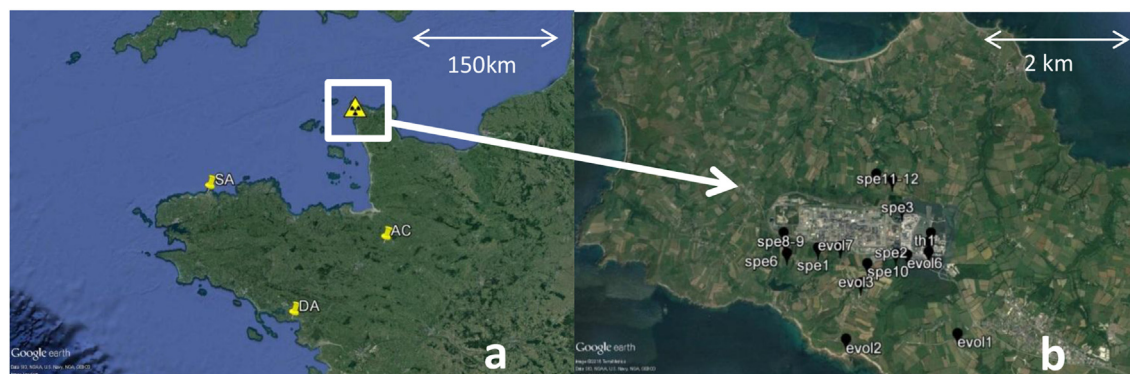 150km
SA
AC
DA
Google earth
a
2 km
spe11-12
spe3
spe8-9
evol7
th1
spe6
spe1
spe2
evol6
spe10
evol3
evol2
evol1
Google earth
b